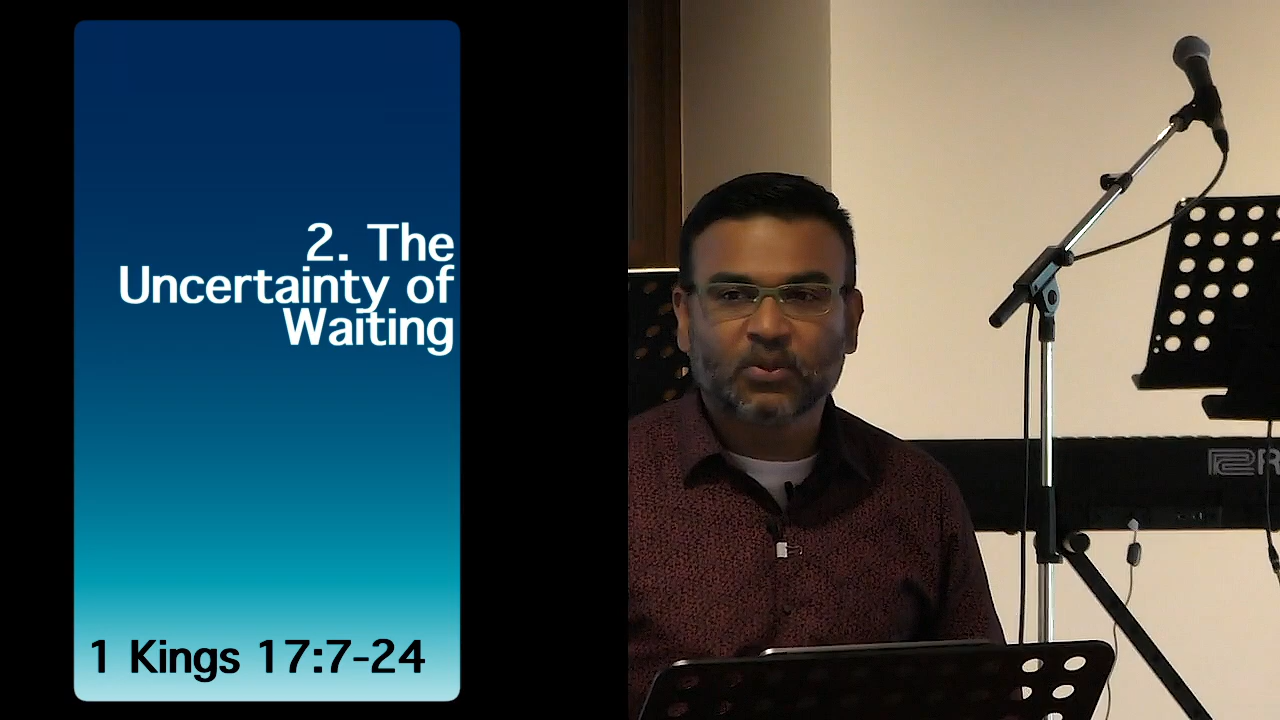 2. The
Uncertainty of
Waiting
1 Kings 17:7-24